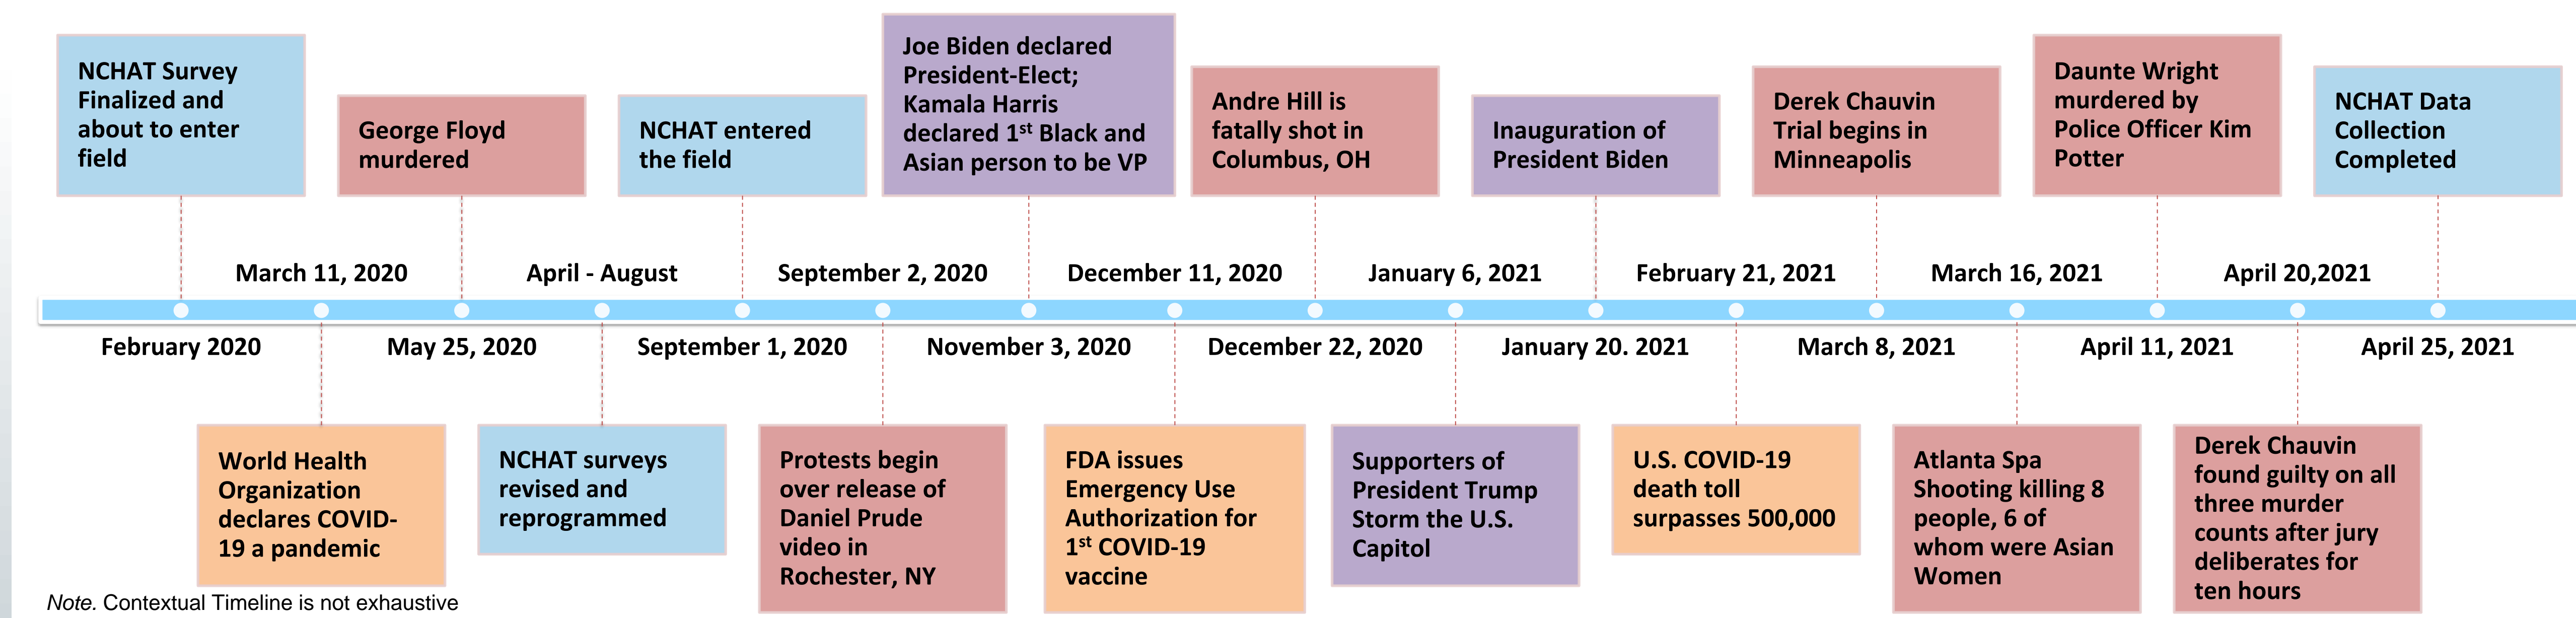 NCHAT Survey
Finalized and
about to enter
field
George Floyd
murdered
NCHAT entered
the field
Joe Biden declared
President-Elect;
Kamala Harris
declared 1st Black and
Asian person to be VP
Andre Hill is
fatally shot in
Columbus, OH
Inauguration of
President Biden
Derek Chauvin
Trial begins in
Minneapolis
Daunte Wright
murdered by
Police Officer Kim
Potter
NCHAT Data
Collection
Completed
March 11, 2020
April - August
September 2, 2020
December 11, 2020
January 6, 2021
February 21, 2021
March 16, 2021
April 20,2021
February 2020
May 25, 2020
September 1, 2020
November 3, 2020
December 22, 2020
January 20. 2021
March 8, 2021
April 11, 2021
April 25, 2021
World Health
Organization
declares COVID-
19 a pandemic
NCHAT surveys
revised and
reprogrammed
Protests begin
over release of
Daniel Prude
video in
Rochester, NY
FDA issues
Emergency Use
Authorization for
1st COVID-19
vaccine
Supporters of
President Trump
Storm the U.S.
Capitol
U.S. COVID-19
death toll
surpasses 500,000
Atlanta Spa
Shooting killing 8
people, 6 of
whom were Asian
Women
Derek Chauvin
found guilty on all
three murder
counts after jury
deliberates for
ten hours
Note. Contextual Timeline is not exhaustive